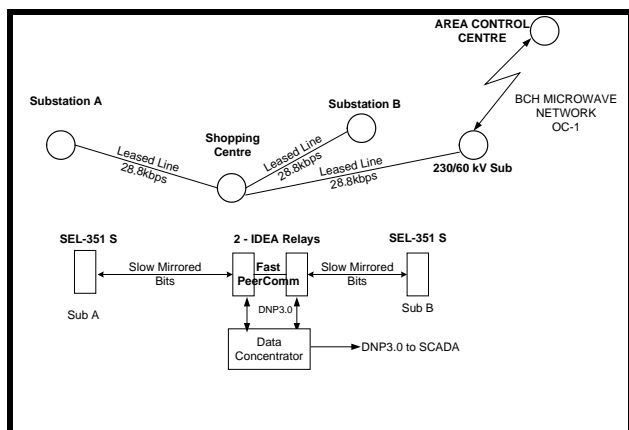 AREA CONTROL
CENTRE
BCH MICROWAVE
NETWORK
OC-1
Substation A
Substation B
Shopping
Centre
Leased Line
28.8kbps
Leased Line
28.8kbps
Leased Line
28.8kbps
230/60 kV Sub
SEL-351 S
2 - IDEA Relays
SEL-351 S
Slow Mirrored
Bits
Fast
PeerComm
Slow Mirrored
Bits
Sub A
DNP3.0
Sub B
Data
Concentrator
DNP3.0 to SCADA